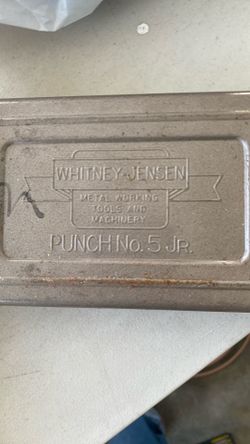 WHITNEY-JENSEN
METAL WORKING
TOOLS AND
MACHINERY
PUNCH No. 5 JR.